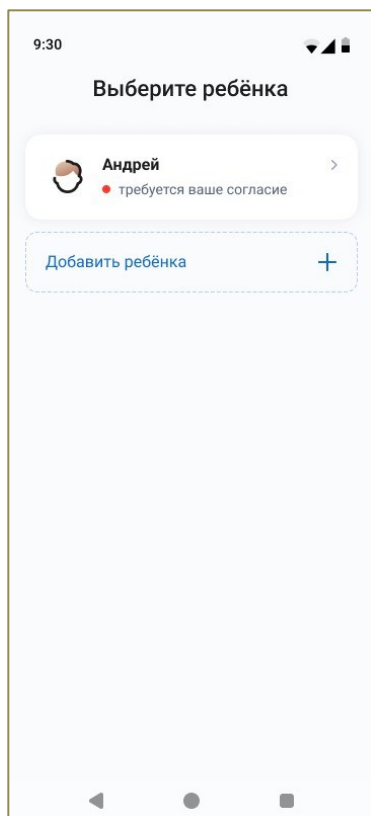 9:30
Выберите ребёнка
Андрей
требуется ваше согласие
Добавить ребёнка